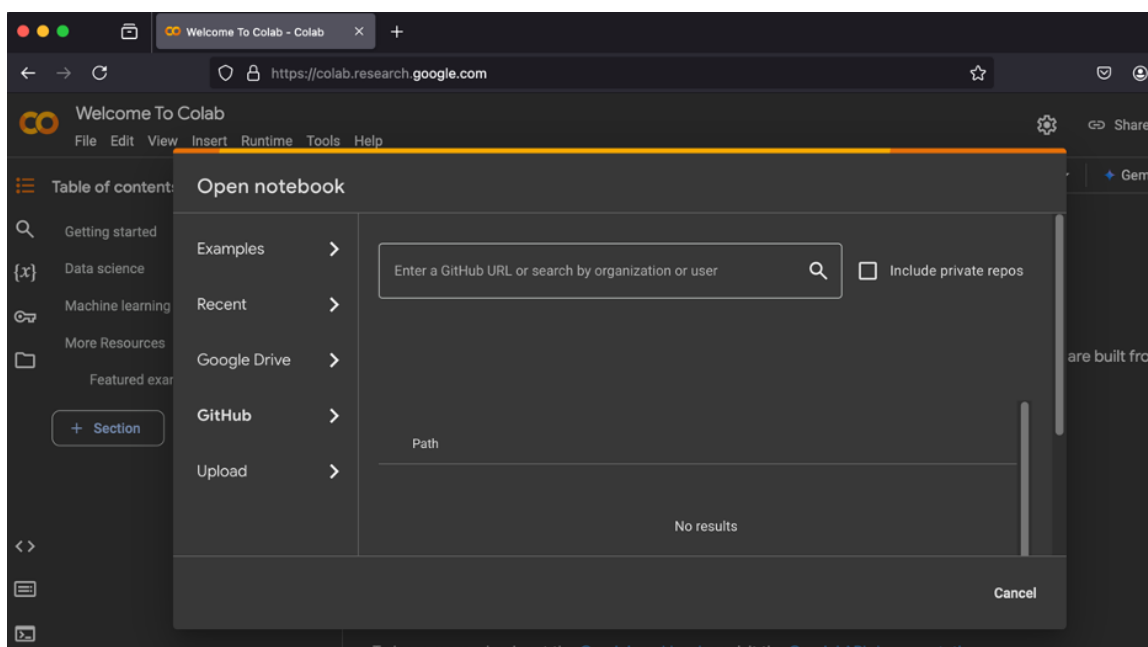 Welcome To Colab - Colab
https://colab.research.google.com
Welcome To Colab
File Edit View Insert Runtime Tools Help
Share
Table of content
Open notebook
Getting started
Data science
Machine learning
More Resources
Featured
+ Section
Examples
Recent
Google Drive
GitHub
Upload
Enter a GitHub URL or search by organization or user
Include private repos
Path
No results
are built
Cancel